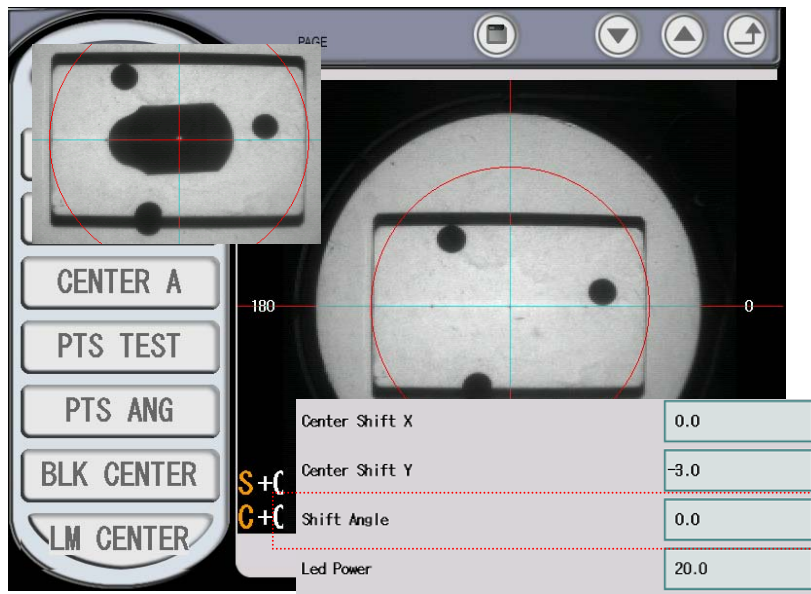 PAGE
CENTER A
PTS TEST
PTS ANG
BLK CENTER
LM CENTER
180
0
S+C
C+C
Center Shift X 0.0
Center Shift Y -3.0
Shift Angle 0.0
Led Power 20.0